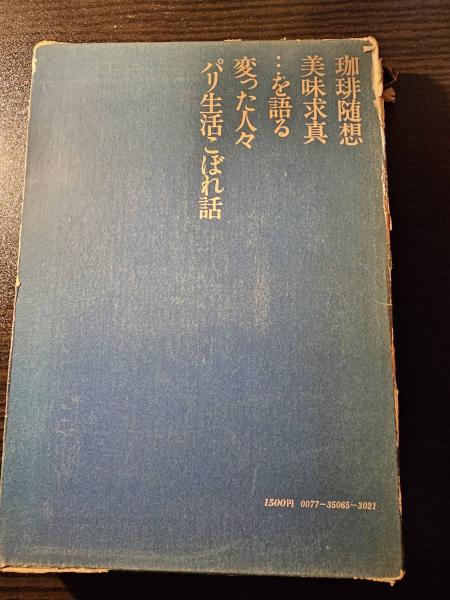 珈琲随想
美味求真
…を語る
変った人々
パリ生活こぼれ話
1500円 0077-35065-3021